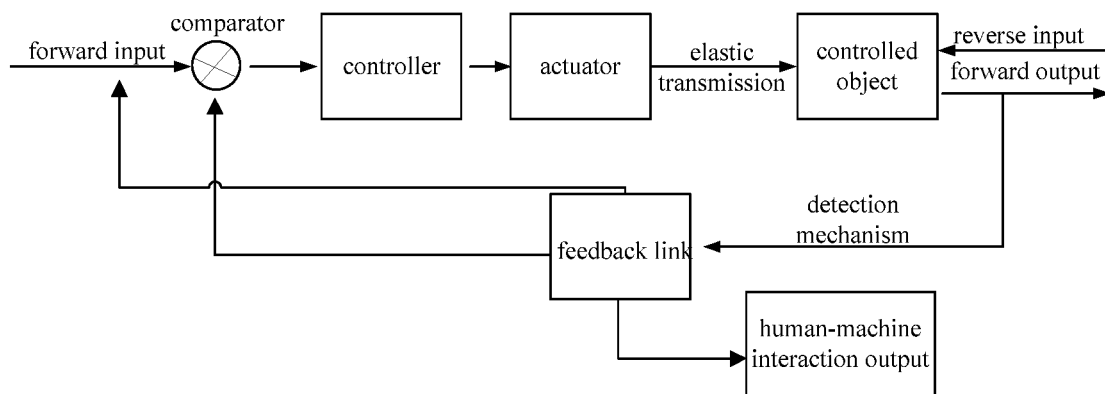 comparator
forward input
controller
actuator
elastic
transmission
controlled
object
reverse input
forward output
detection
mechanism
feedback link
human-machine
interaction output